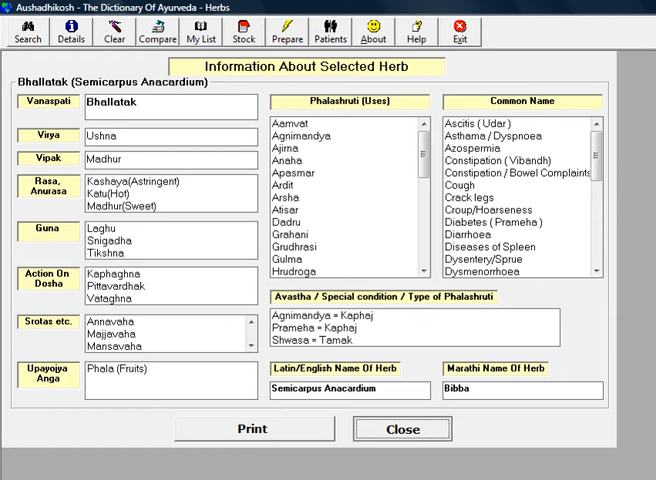 Aushadhikosh - The Dictionary Of Ayurveda - Herbs
Search Details Clear Compare My List Stock Prepare Patients About Help Exit
Information About Selected Herb
Bhallatak (Semicarpus Anacardium)
Vanaspati
Bhallatak
Virya
Ushna
Vipak
Madhur
Rasa,
Anurasa
Kashaya(Astringent)
Katu(Hot)
Madhur(Sweet)
Guna
Laghu
Snigadha
Tikshna
Action On
Dosha
Kaphaghna
Pittavardhak
Vataghna
Srotas etc.
Annavaha
Majjavaha
Mansavaha
Upayojya
Anga
Phala (Fruits)
Phalashruti (Uses)
Aamvat
Agnimandya
Ajirna
Anaha
Apasmar
Ardit
Arsha
Atisar
Dadru
Grahani
Grudhrasi
Gulma
Hrudroga
Common Name
Ascitis ( Udar )
Asthama / Dyspnoea
Azospermia
Constipation ( Vibandh )
Constipation / Bowel Complaints
Cough
Crack legs
Croup/Hoarseness
Diabetes ( Prameha )
Diarrhoea
Diseases of Spleen
Dysentery/Sprue
Dysmenorrhoea
Avastha / Special condition / Type of Phalashruti
Agnimandya = Kaphaj
Prameha = Kaphaj
Shwasa = Tamak
Latin/English Name Of Herb
Semicarpus Anacardium
Marathi Name Of Herb
Bibba
Print
Close